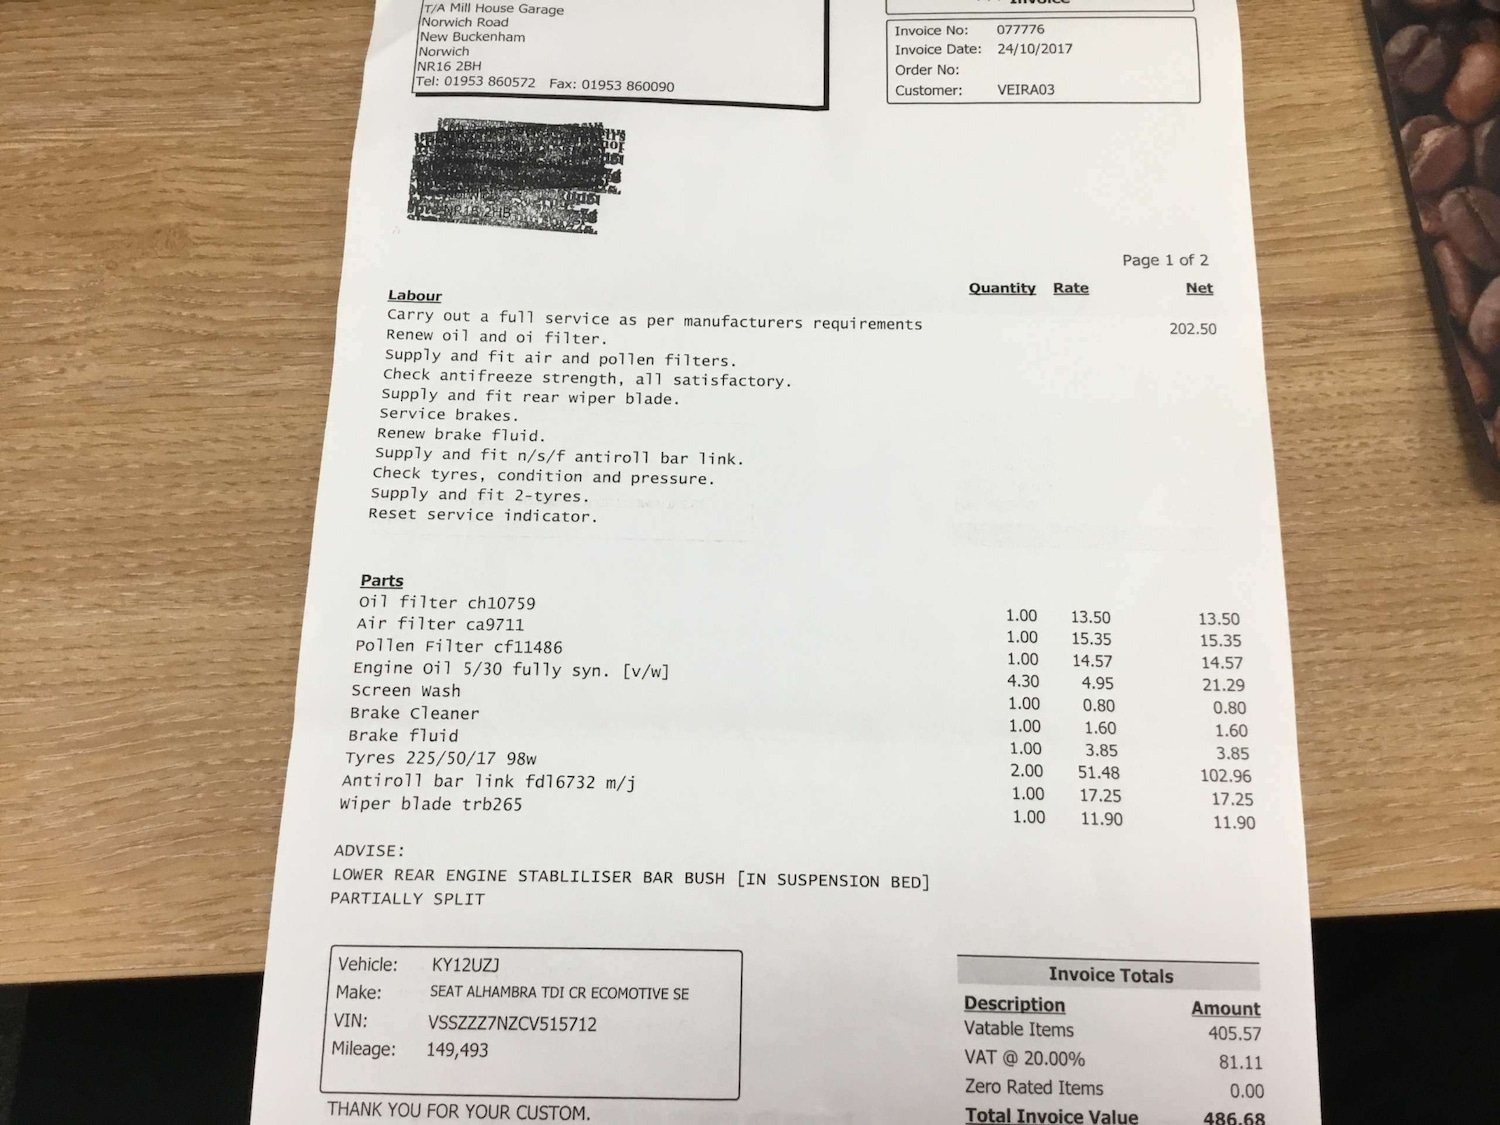 T/A Mill House Garage
Norwich Road
New Buckenham
Norwich
NR16 2BH
Tel: 01953 860572 Fax: 01953 860090
Invoice
Invoice No: 077776
Invoice Date: 24/10/2017
Order No:
Customer: VEIRA03
Page 1 of 2
Labour Quantity Rate Net
Carry out a full service as per manufacturers requirements 202.50
Renew oil and oi filter.
Supply and fit air and pollen filters.
Check antifreeze strength, all satisfactory.
Supply and fit rear wiper blade.
Service brakes.
Renew brake fluid.
Supply and fit n/s/f antiroll bar link.
Check tyres, condition and pressure.
Supply and fit 2-tyres.
Reset service indicator.
Parts
Oil filter ch10759 1.00 13.50 13.50
Air filter ca9711 1.00 15.35 15.35
Pollen Filter cf11486 1.00 14.57 14.57
Engine Oil 5/30 fully syn. [v/w] 4.30 4.95 21.29
Screen Wash 1.00 0.80 0.80
Brake Cleaner 1.00 1.60 1.60
Brake fluid 1.00 3.85 3.85
Tyres 225/50/17 98w 2.00 51.48 102.96
Antiroll bar link fdl6732 m/j 1.00 17.25 17.25
Wiper blade trb265 1.00 11.90 11.90
ADVISE:
LOWER REAR ENGINE STABLILISER BAR BUSH [IN SUSPENSION BED]
PARTIALLY SPLIT
Vehicle: KY12UZJ
Make: SEAT ALHAMBRA TDI CR ECOMOTIVE SE
VIN: VSSZZZ7NZCV515712
Mileage: 149,493
THANK YOU FOR YOUR CUSTOM.
Invoice Totals
Description Amount
Vatable Items 405.57
VAT @ 20.00% 81.11
Zero Rated Items 0.00
Total Invoice Value 486.68